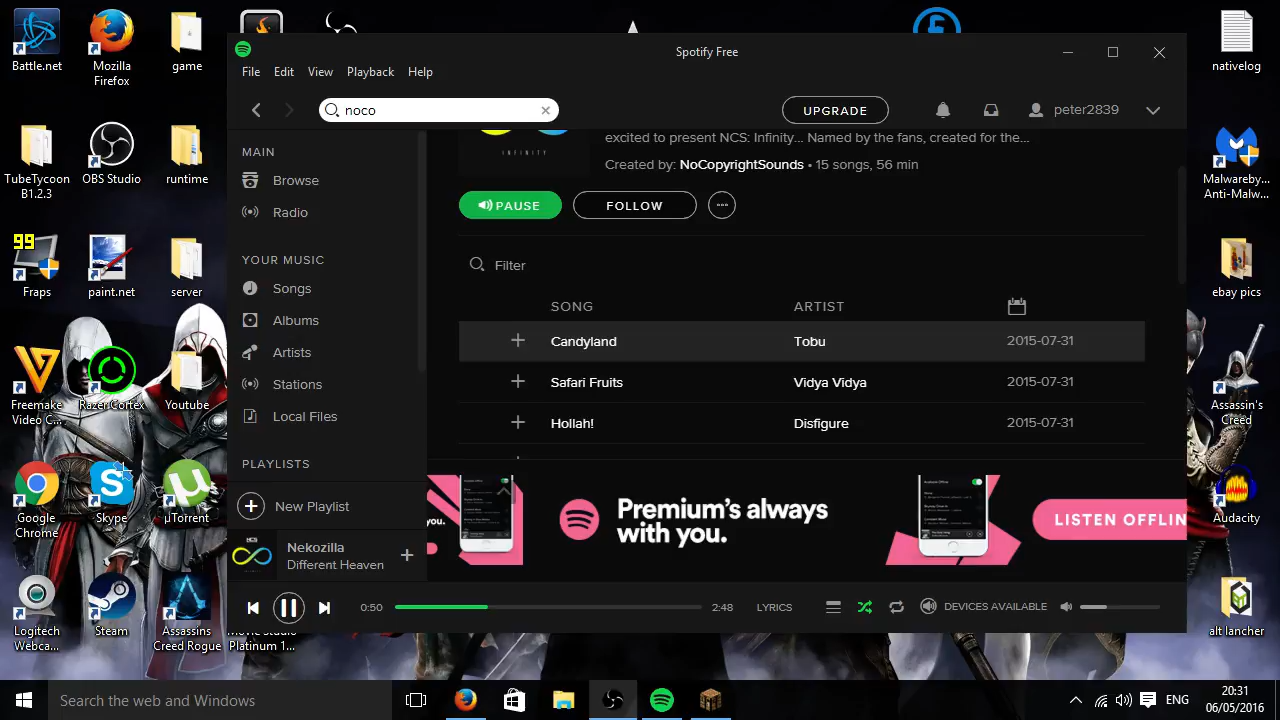 Battle.net
Mozilla
Firefox
game
TubeTycoon
B1.2.3
OBS Studio
runtime
99
Fraps
paint.net
server
Freemake
Video C...
Razer Cortex
Youtube
Google
Chrome
Skype
µTorrent
Logitech
Webca...
Steam
Assassins
Creed Rogue
Platinum 1...
nativelog
Malwareby...
Anti-Malw...
ebay pics
Assassin's
Creed
Audacity
alt lancher
Spotify Free
File Edit View Playback Help
noco
UPGRADE
peter2839
MAIN
Browse
Radio
YOUR MUSIC
Songs
Albums
Artists
Stations
Local Files
PLAYLISTS
New Playlist
Nekozilla
Different Heaven
INFINITY
excited to present NCS: Infinity... Named by the fans, created for the...
Created by: NoCopyrightSounds • 15 songs, 56 min
PAUSE FOLLOW
Filter
SONG ARTIST
Candyland Tobu 2015-07-31
Safari Fruits Vidya Vidya 2015-07-31
Hollah! Disfigure 2015-07-31
Premium's always
with you.
LISTEN OFFL
0:50 2:48 LYRICS DEVICES AVAILABLE
Search the web and Windows
ENG
20:31
06/05/2016